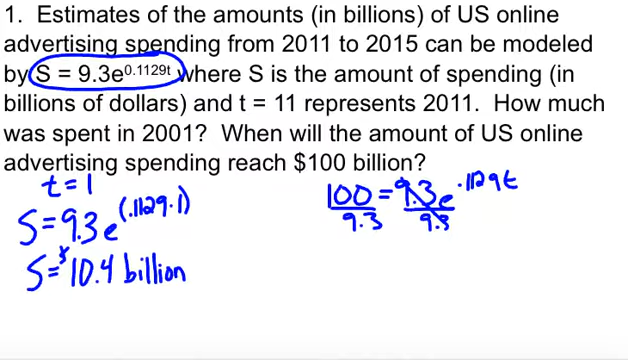 1. Estimates of the amounts (in billions) of US online
advertising spending from 2011 to 2015 can be modeled
by S = 9.3e^0.1129t where S is the amount of spending (in
billions of dollars) and t = 11 represents 2011. How much
was spent in 2001? When will the amount of US online
advertising spending reach $100 billion?
t = 1
S = 9.3 e^(.1129·1)
S = $10.4 billion
100 = 9.3e^.1129t
9.3 9.3